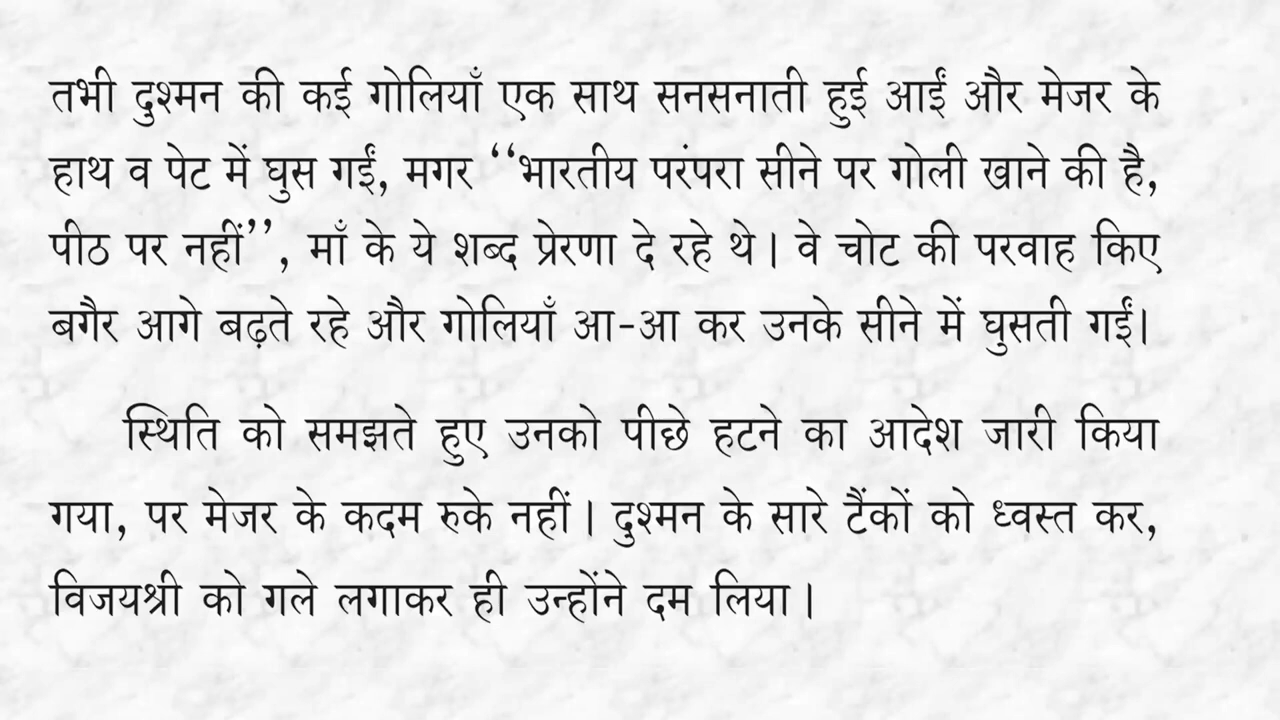 तभी दुश्मन की कई गोलियाँ एक साथ सनसनाती हुई आईं और मेजर के
हाथ व पेट में घुस गईं, मगर ‘‘भारतीय परंपरा सीने पर गोली खाने की है,
पीठ पर नहीं’’, माँ के ये शब्द प्रेरणा दे रहे थे। वे चोट की परवाह किए
बगैर आगे बढ़ते रहे और गोलियाँ आ-आ कर उनके सीने में घुसती गईं।
स्थिति को समझते हुए उनको पीछे हटने का आदेश जारी किया
गया, पर मेजर के कदम रुके नहीं। दुश्मन के सारे टैंकों को ध्वस्त कर,
विजयश्री को गले लगाकर ही उन्होंने दम लिया।